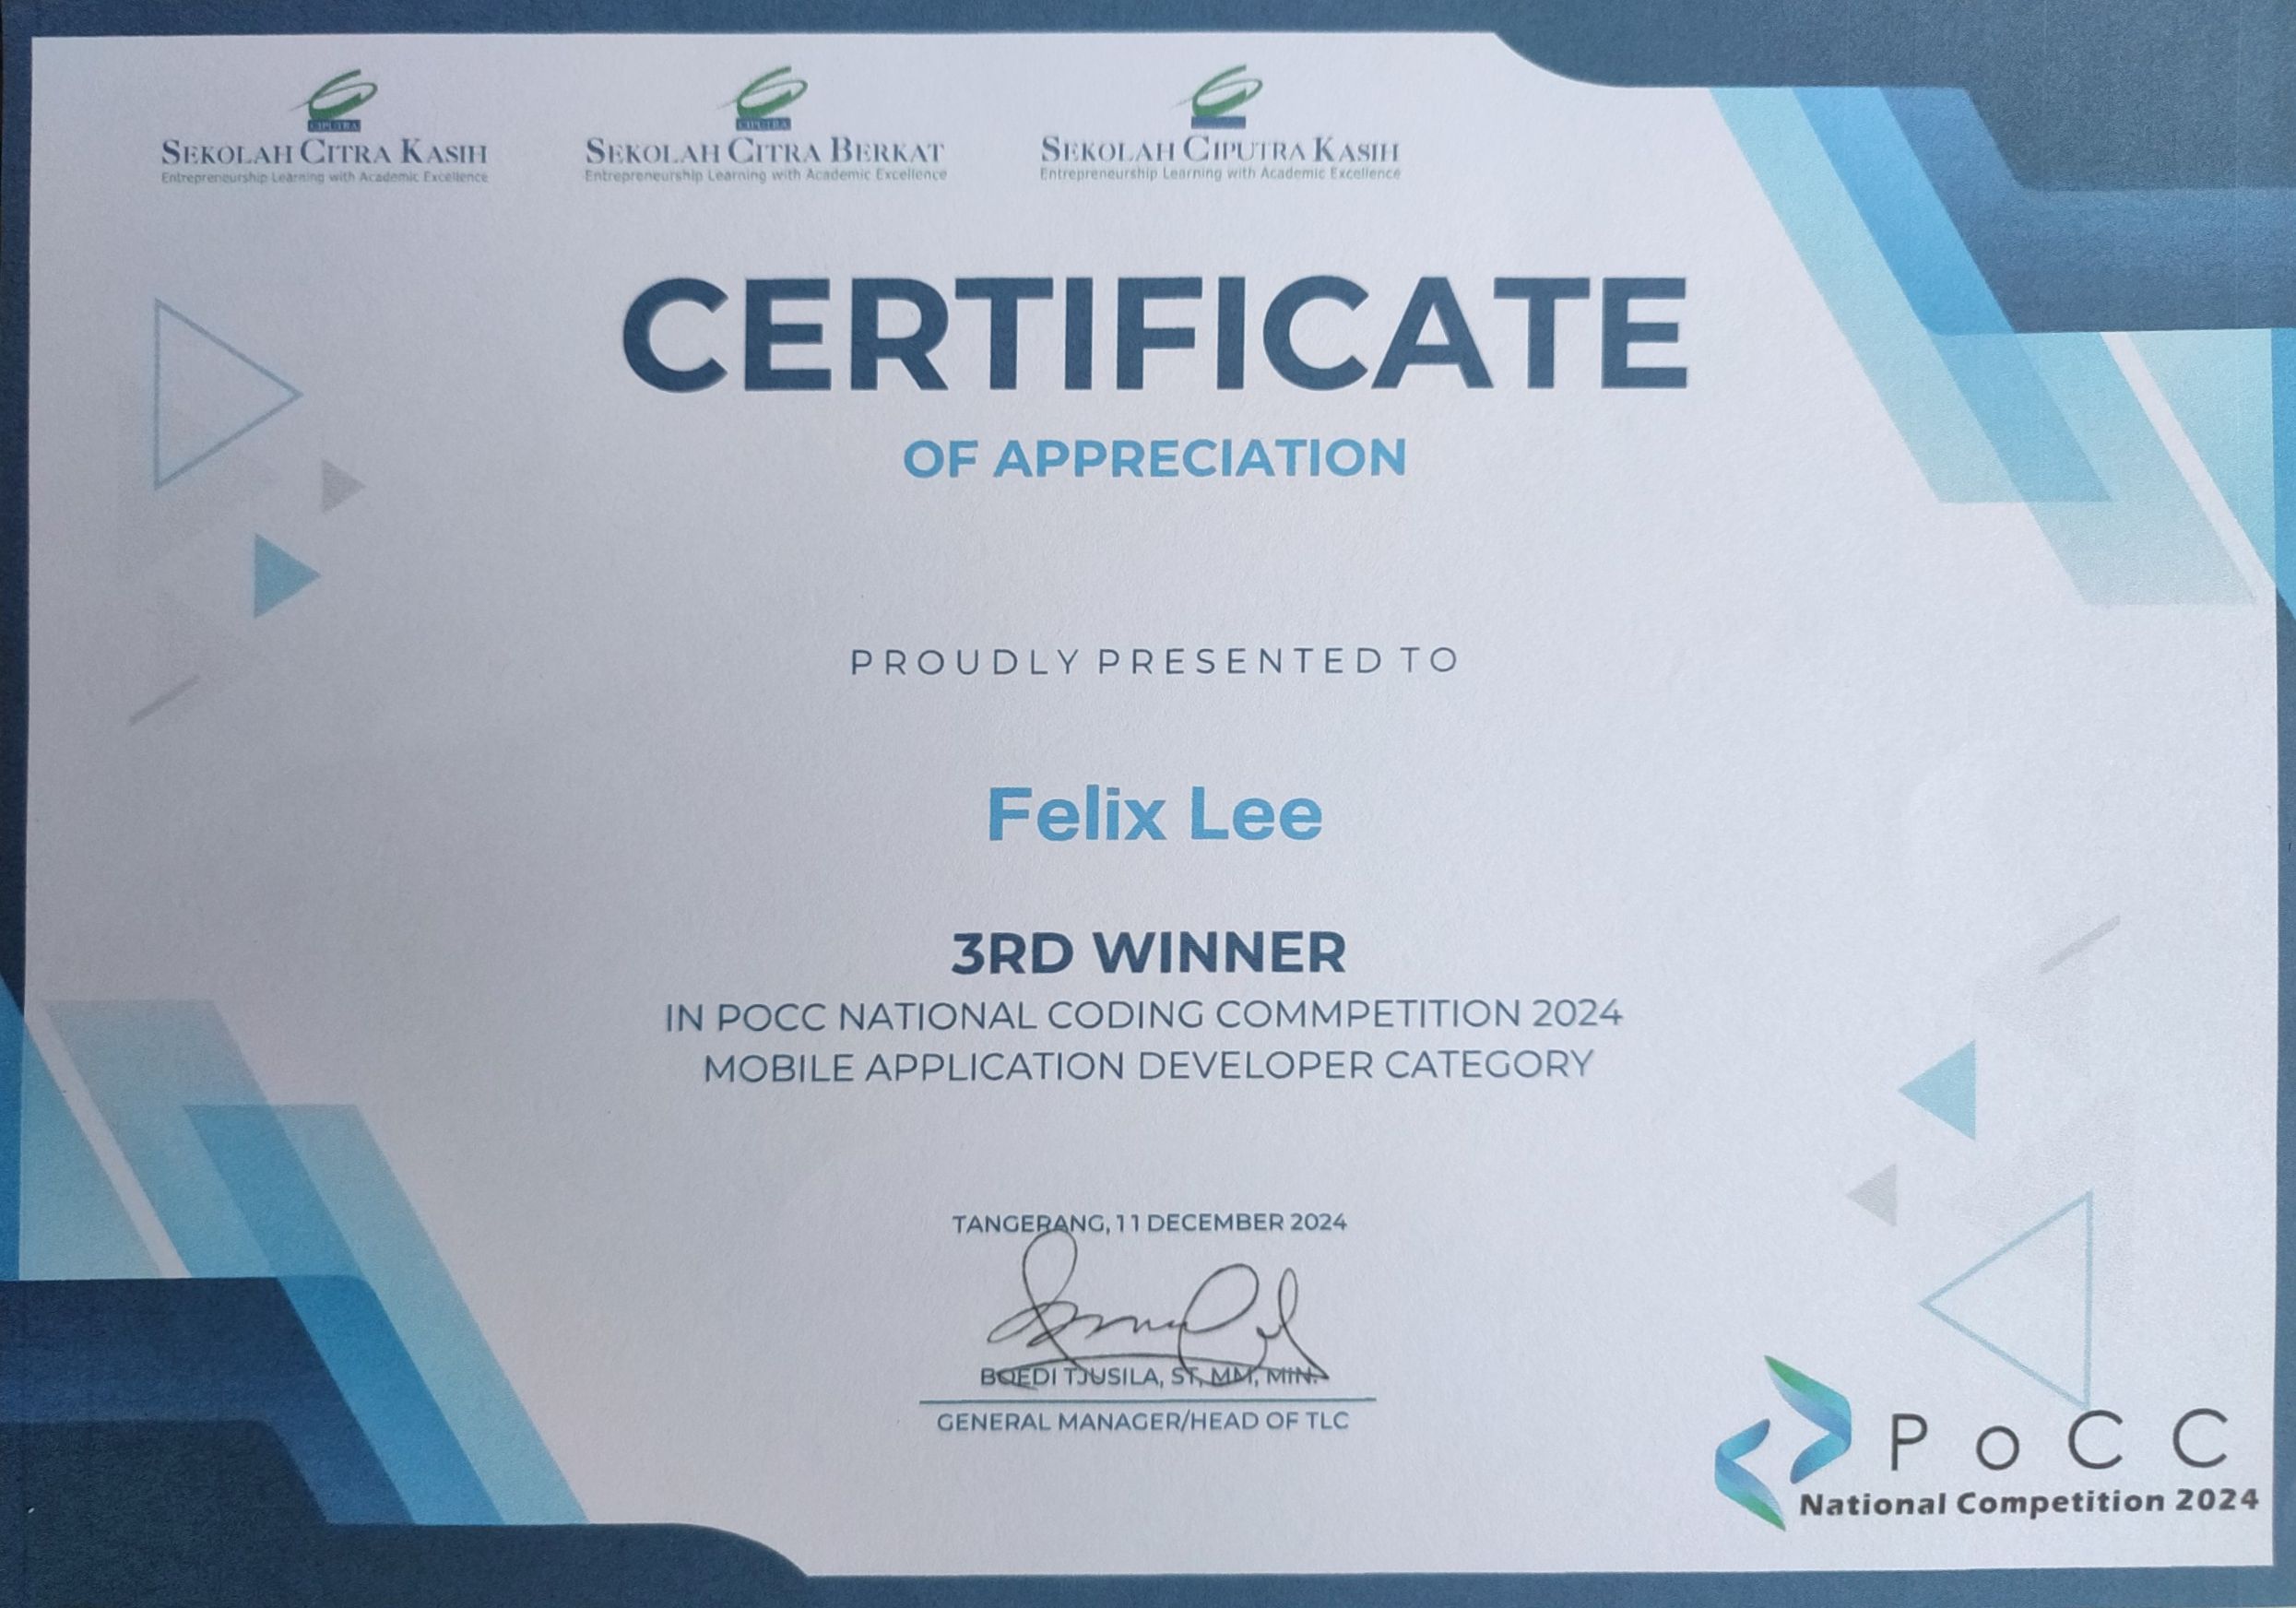 CIPUTRA
SEKOLAH CITRA KASIH
Entrepreneurship Learning with Academic Excellence
CIPUTRA
SEKOLAH CITRA BERKAT
Entrepreneurship Learning with Academic Excellence
SEKOLAH CIPUTRA KASIH
Entrepreneurship Learning with Academic Excellence
CERTIFICATE
OF APPRECIATION
PROUDLY PRESENTED TO
Felix Lee
3RD WINNER
IN POCC NATIONAL CODING COMMPETITION 2024
MOBILE APPLICATION DEVELOPER CATEGORY
TANGERANG, 11 DECEMBER 2024
BOEDI TJUSILA, ST, MM, MIN.
GENERAL MANAGER/HEAD OF TLC
PoCC
National Competition 2024